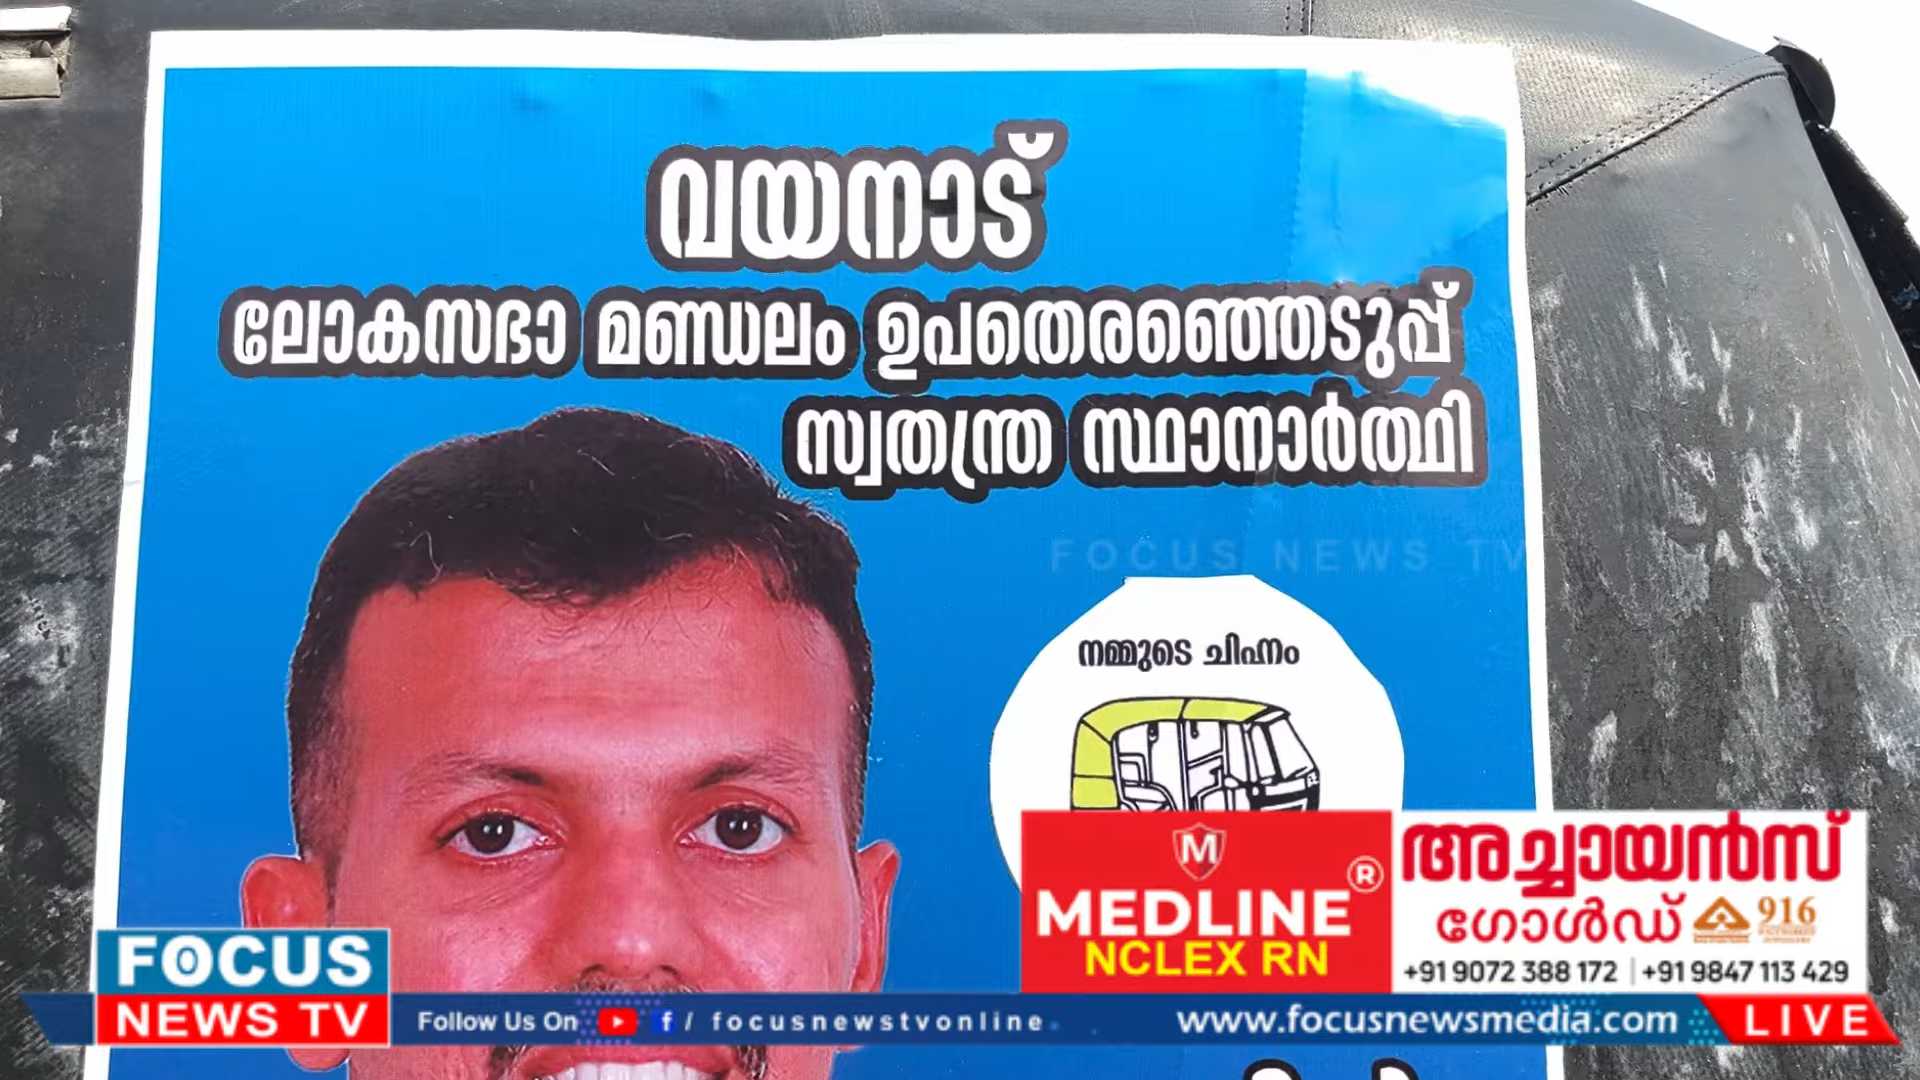 വയനാട്
ലോകസഭാ മണ്ഡലം ഉപതെരഞ്ഞെടുപ്പ്
സ്വതന്ത്ര സ്ഥാനാർത്ഥി
FOCUS NEWS TV
നമ്മുടെ ചിഹ്നം
M
MEDLINE®
NCLEX RN
അച്ചായൻസ്
ഗോൾഡ് 916
+91 9072 388 172 | +91 9847 113 429
FOCUS
NEWS TV
Follow Us On f / focusnewstvonline
www.focusnewsmedia.com
LIVE